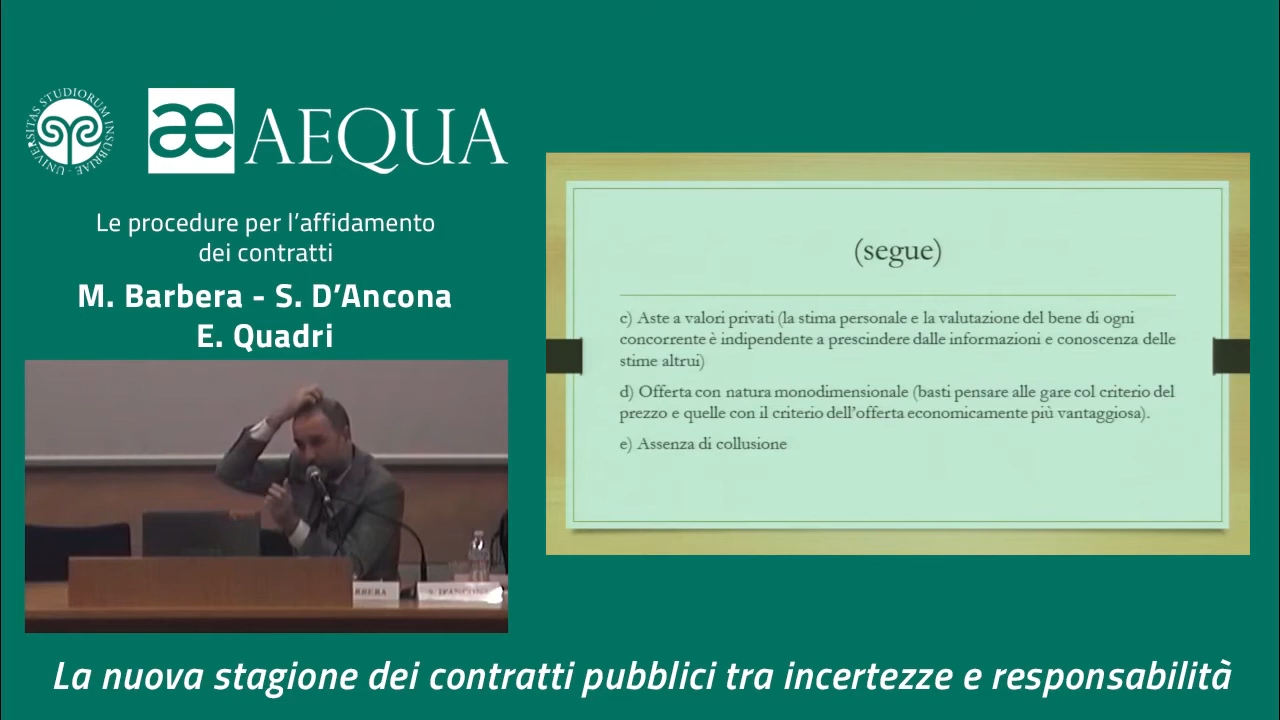 UNIVERSITAS STUDIORUM INSUBRIAE
æ AEQUA
Le procedure per l'affidamento
dei contratti
M. Barbera - S. D'Ancona
E. Quadri
(segue)
c) Aste a valori privati (la stima personale e la valutazione del bene di ogni
concorrente è indipendente a prescindere dalle informazioni e conoscenza delle
stime altrui)
d) Offerta con natura monodimensionale (basti pensare alle gare col criterio del
prezzo e quelle con il criterio dell'offerta economicamente più vantaggiosa).
e) Assenza di collusione
S. D'ANCONA
La nuova stagione dei contratti pubblici tra incertezze e responsabilità